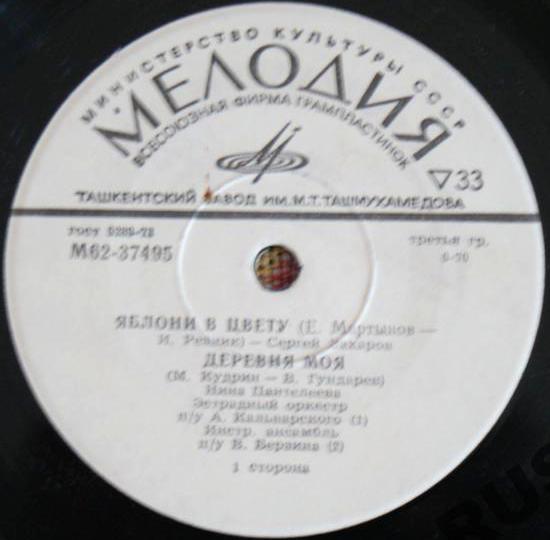 МИНИСТЕРСТВО КУЛЬТУРЫ СССР
МЕЛОДИЯ
ВСЕСОЮЗНАЯ ФИРМА ГРАМПЛАСТИНОК
▽33
ТАШКЕНТСКИЙ ЗАВОД ИМ. М.Т. ТАШМУХАМЕДОВА
ГОСТ 5289-73
М62-37495
третья гр.
0-70
ЯБЛОНИ В ЦВЕТУ (Е. Мартынов —
И. Резник) — Сергей Захаров
ДЕРЕВНЯ МОЯ
(М. Кудрин — В. Гундарев)
Нина Пантелеева
Эстрадный оркестр
п/у А. Кальварского (1)
Инстр. ансамбль
п/у В. (2)
1 сторона